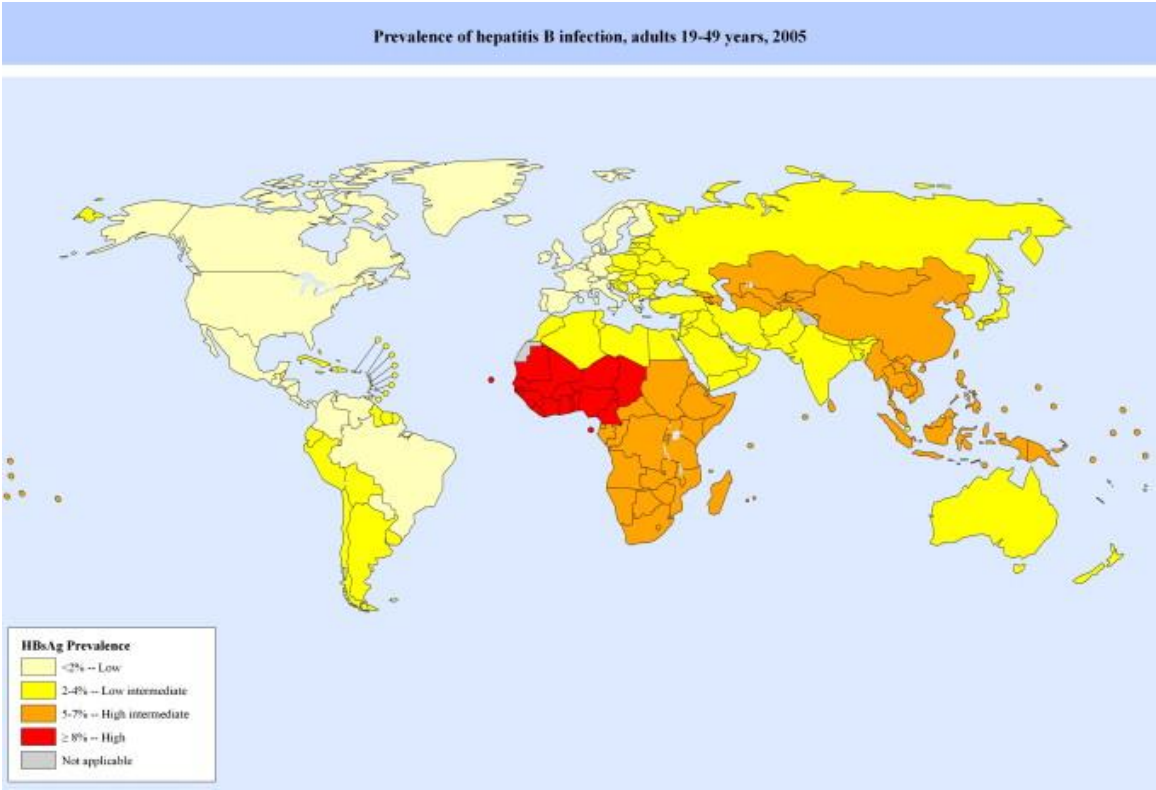 Prevalence of hepatitis B infection, adults 19-49 years, 2005
HBsAg Prevalence
<2% -- Low
2-4% -- Low intermediate
5-7% -- High intermediate
≥ 8% -- High
Not applicable